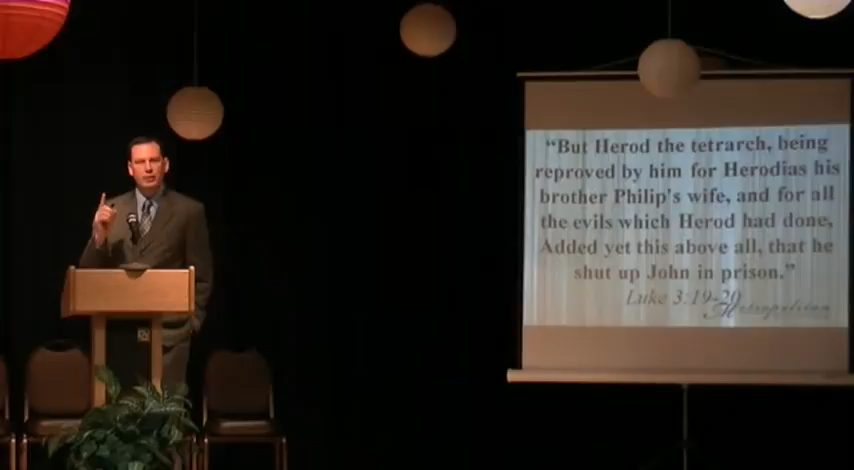 "But Herod the tetrarch, being
reproved by him for Herodias his
brother Philip's wife, and for all
the evils which Herod had done,
Added yet this above all, that he
shut up John in prison."
Luke 3:19-20
Metropolitan